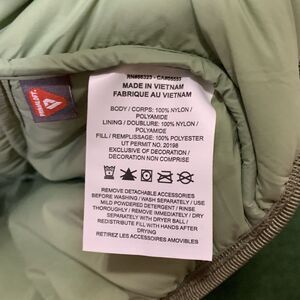 MADE IN VIETNAM
FABRIQUE AU VIETNAM
BODY / CORPS: 100% NYLON /
POLYAMIDE
LINING / DOUBLURE: 100% NYLON /
POLYAMIDE
FILL / REMPLISSAGE: 100% POLYESTER
UT PERMIT NO. 20198
EXCLUSIVE OF DECORATION /
DECORATION NON COMPRISE
REMOVE DETACHABLE ACCESSORIES
BEFORE WASHING / WASH SEPARATELY / USE
MILD POWDERED DETERGENT / RINSE
THOROUGHLY / REMOVE IMMEDIATELY / DRY
SEPARATELY WITH DRYER BALL /
REDISTRIBUTE FILL WITH HANDS AFTER
DRYING
RETIREZ LES ACCESSOIRES AMOVIBLES
PRIMALOFT